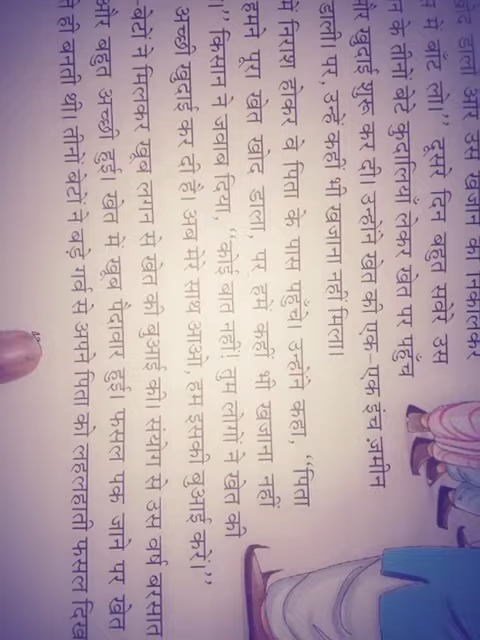 डालो और उस खजाने को निकालकर
में बाँट लो।" दूसरे दिन बहुत सवेरे उस
के तीनों बेटे कुदालियाँ लेकर खेत पर पहुँच
और खुदाई शुरू कर दी। उन्होंने खेत की एक-एक इंच ज़मीन
डाली। पर, उन्हें कहीं भी खजाना नहीं मिला।
में निराश होकर वे पिता के पास पहुँचे। उन्होंने कहा, "पिता
हमने पूरा खेत खोद डाला, पर हमें कहीं भी खजाना नहीं
।" किसान ने जवाब दिया, "कोई बात नहीं! तुम लोगों ने खेत की
अच्छी खुदाई कर दी है। अब मेरे साथ आओ, हम इसकी बुआई करें।"
-बेटों ने मिलकर खूब लगन से खेत की बुआई की। संयोग से उस वर्ष बरसात
और बहुत अच्छी हुई। खेत में खूब पैदावार हुई। फसल पक जाने पर खेत
ही बनती थी। तीनों बेटों ने बड़े गर्व से अपने पिता को लहलहाती फसल दिख